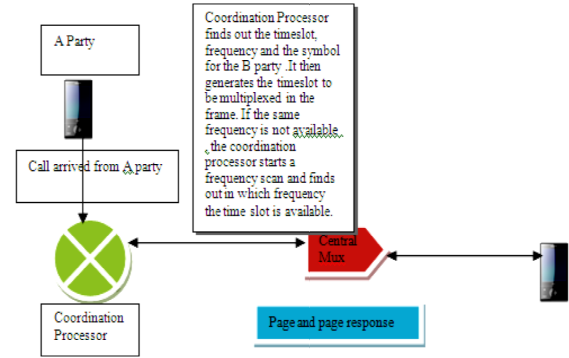 A Party
Coordination Processor
finds out the timeslot,
frequency and the symbol
for the B party .It then
generates the timeslot to
be multiplexed in the
frame. If the same
frequency is not available.
, the coordination
processor starts a
frequency scan and finds
out in which frequency
the time slot is available.
Call arrived from A party
Central
Mux
Coordination
Processor
Page and page response